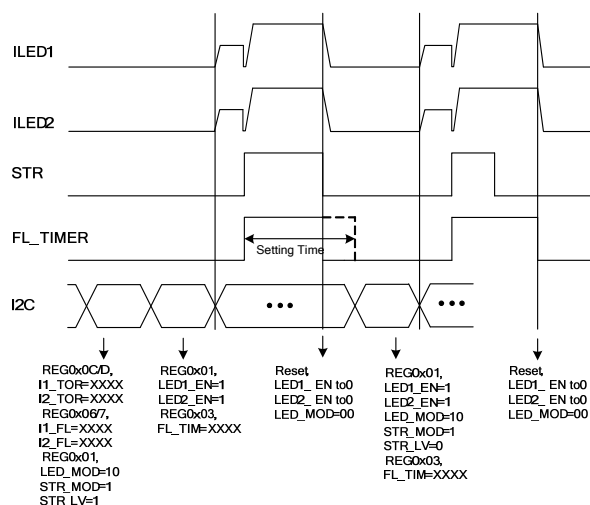 ILED1
ILED2
STR
FL_TIMER
Setting Time
I2C
REG0x0C/D,
I1_TOR=XXXX
I2_TOR=XXXX
REG0x06/7,
I1_FL=XXXX
I2_FL=XXXX
REG0x01,
LED_MOD=10
STR_MOD=1
STR_LV=1
REG0x01,
LED1_EN=1
LED2_EN=1
REG0x03,
FL_TIM=XXXX
Reset,
LED1_ EN to0
LED2_ EN to0
LED_MOD=00
REG0x01,
LED1_EN=1
LED2_EN=1
LED_MOD=10
STR_MOD=1
STR_LV=0
REG0x03,
FL_TIM=XXXX
Reset,
LED1_ EN to0
LED2_ EN to0
LED_MOD=00